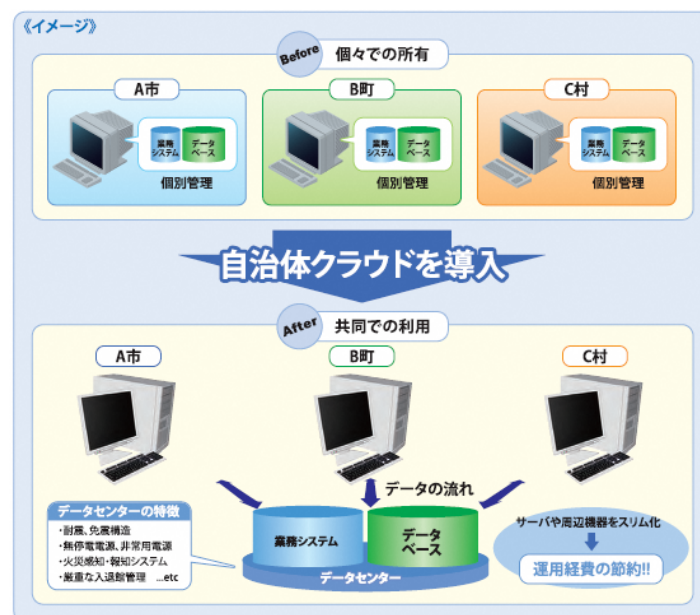 《イメージ》
Before 個々での所有
A市
B町
C村
業務
システム
データ
ベース
個別管理
業務
システム
データ
ベース
個別管理
業務
システム
データ
ベース
個別管理
自治体クラウドを導入
After 共同での利用
A市
B町
C村
データの流れ
データセンターの特徴
・耐震、免震構造
・無停電電源、非常用電源
・火災感知・報知システム
・厳重な入退館管理 …etc
業務システム
データ
ベース
データセンター
サーバや周辺機器をスリム化
運用経費の節約!!